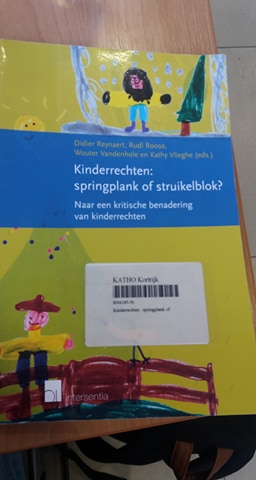 Didier Reynaert, Rudi Roose,
Wouter Vandenhole en Kathy Vlieghe (eds.)
Kinderrechten:
springplank of struikelblok?
Naar een kritische benadering
van kinderrechten
KATHO Kortrijk
Kinderrechten : springplank of
intersentia